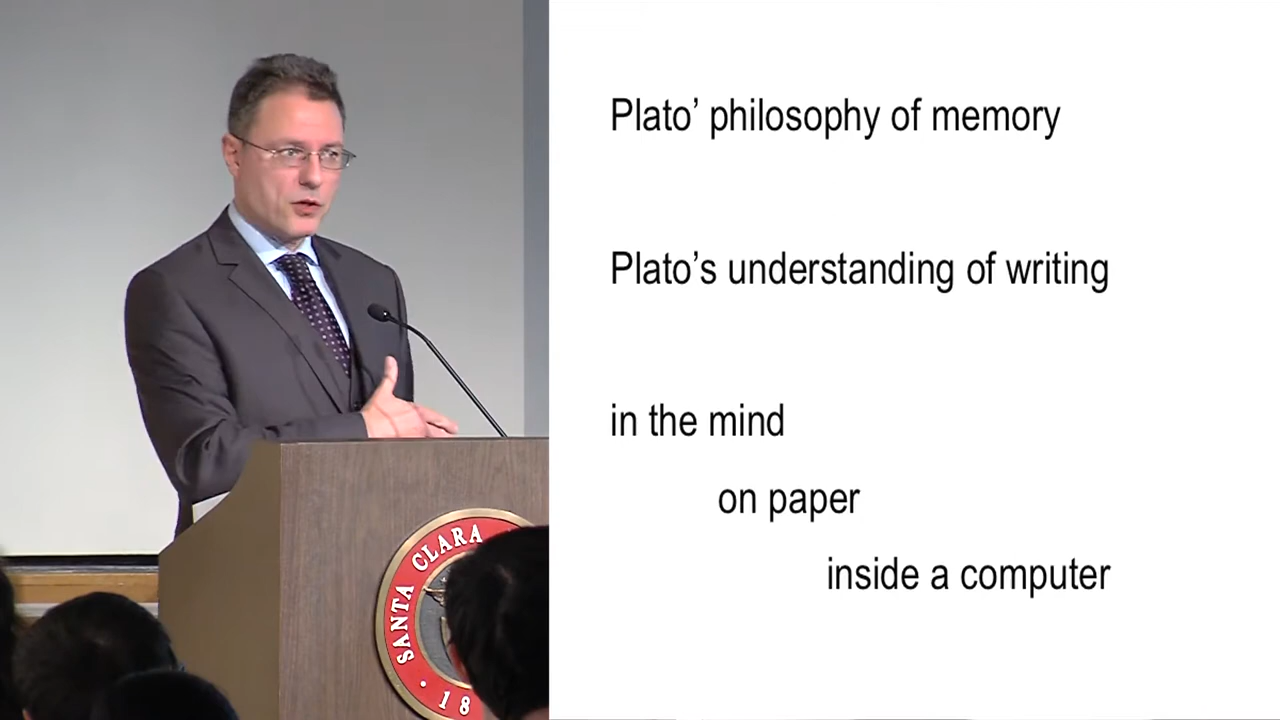 Plato’ philosophy of memory
Plato’s understanding of writing
in the mind
on paper
inside a computer
SANTA CLARA
· 18